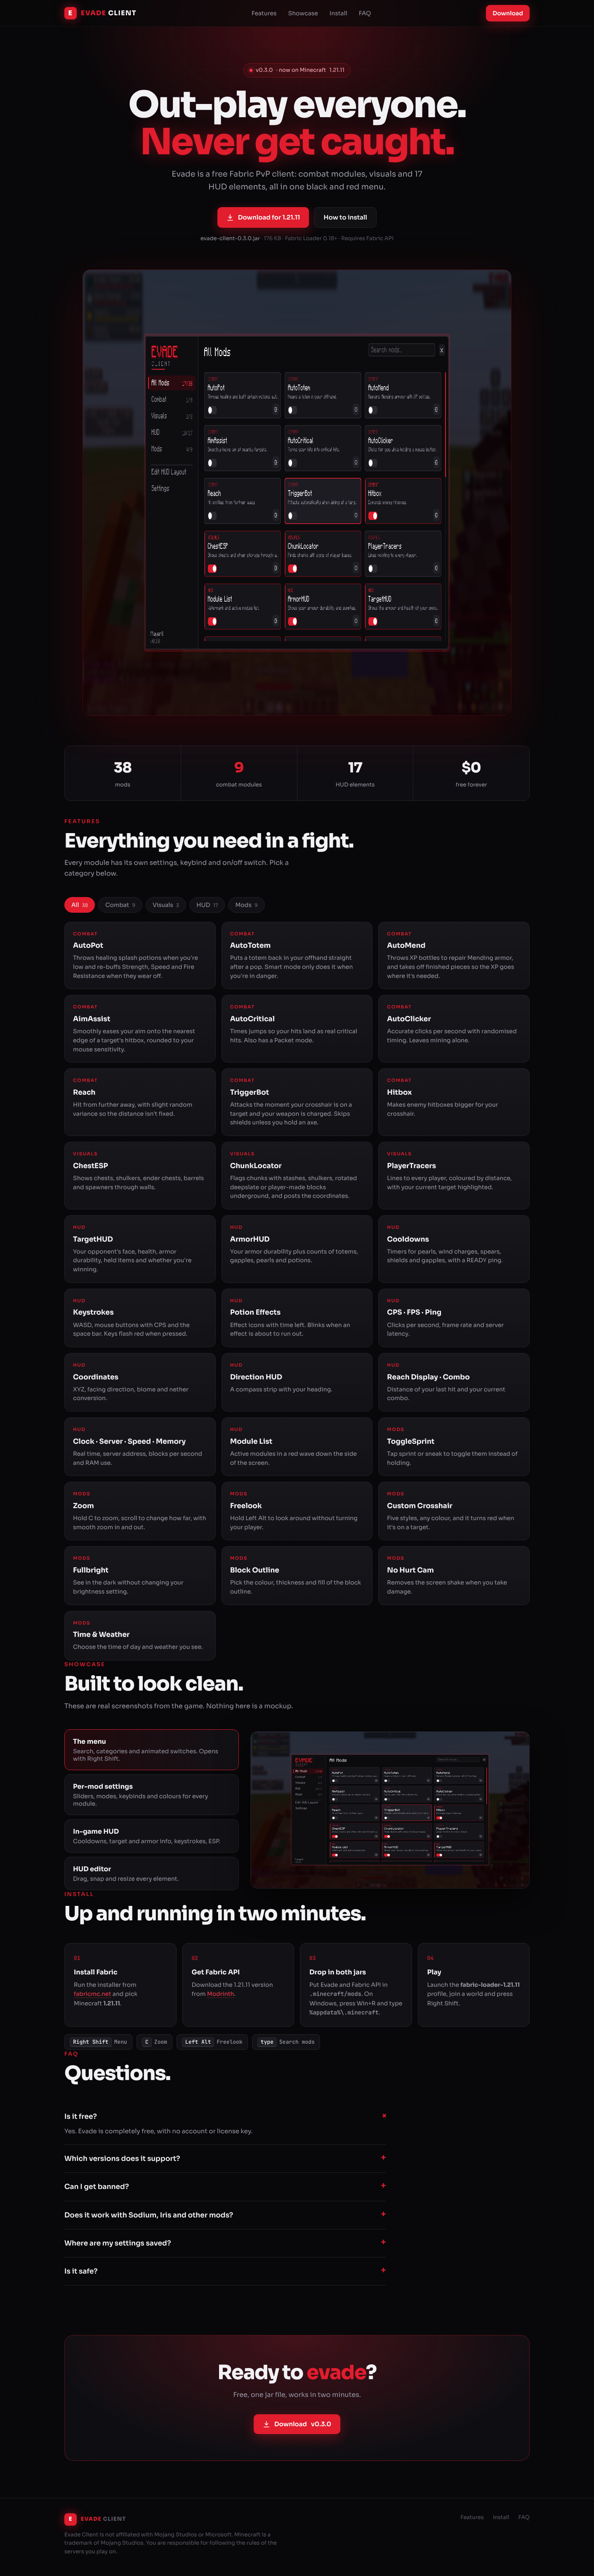 E EVADE CLIENT
Features Showcase Install FAQ
Download
v0.3.0 · now on Minecraft 1.21.11
Out-play everyone.
Never get caught.
Evade is a free Fabric PvP client: combat modules, visuals and 17
HUD elements, all in one black and red menu.
Download for 1.21.11
How to install
evade-client-0.3.0.jar · 176 KB · Fabric Loader 0.18+ · Requires Fabric API
EVADE
CLIENT
All Mods
Combat
Visuals
HUD
Mods
Edit HUD Layout
Settings
All Mods
Search mods...
x
AutoPot
AutoTotem
AutoMend
AimAssist
AutoCritical
AutoClicker
Reach
TriggerBot
Hitbox
ChestESP
ChunkLocator
PlayerTracers
Module List
ArmorHUD
TargetHUD
38
mods
9
combat modules
17
HUD elements
$0
free forever
FEATURES
Everything you need in a fight.
Every module has its own settings, keybind and on/off switch. Pick a
category below.
All 38 Combat 9 Visuals 3 HUD 17 Mods 9
COMBAT
AutoPot
Throws healing splash potions when you're
low and re-buffs Strength, Speed and Fire
Resistance when they wear off.
COMBAT
AutoTotem
Puts a totem back in your offhand straight
after a pop. Smart mode only does it when
you're in danger.
COMBAT
AutoMend
Throws XP bottles to repair Mending armor,
and takes off finished pieces so the XP goes
where it's needed.
COMBAT
AimAssist
Smoothly eases your aim onto the nearest
edge of a target's hitbox, rounded to your
mouse sensitivity.
COMBAT
AutoCritical
Times jumps so your hits land as real critical
hits. Also has a Packet mode.
COMBAT
AutoClicker
Accurate clicks per second with randomised
timing. Leaves mining alone.
COMBAT
Reach
Hit from further away, with slight random
variance so the distance isn't fixed.
COMBAT
TriggerBot
Attacks the moment your crosshair is on a
target and your weapon is charged. Skips
shields unless you hold an axe.
COMBAT
Hitbox
Makes enemy hitboxes bigger for your
crosshair.
VISUALS
ChestESP
Shows chests, shulkers, ender chests, barrels
and spawners through walls.
VISUALS
ChunkLocator
Flags chunks with stashes, shulkers, rotated
deepslate or player-made blocks
underground, and posts the coordinates.
VISUALS
PlayerTracers
Lines to every player, coloured by distance,
with your current target highlighted.
HUD
TargetHUD
Your opponent's face, health, armor
durability, held items and whether you're
winning.
HUD
ArmorHUD
Your armor durability plus counts of totems,
gapples, pearls and potions.
HUD
Cooldowns
Timers for pearls, wind charges, spears,
shields and gapples, with a READY ping.
HUD
Keystrokes
WASD, mouse buttons with CPS and the
space bar. Keys flash red when pressed.
HUD
Potion Effects
Effect icons with time left. Blinks when an
effect is about to run out.
HUD
CPS · FPS · Ping
Clicks per second, frame rate and server
latency.
HUD
Coordinates
XYZ, facing direction, biome and nether
conversion.
HUD
Direction HUD
A compass strip with your heading.
HUD
Reach Display · Combo
Distance of your last hit and your current
combo.
HUD
Clock · Server · Speed · Memory
Real time, server address, blocks per second
and RAM use.
HUD
Module List
Active modules in a red wave down the side
of the screen.
MODS
ToggleSprint
Tap sprint or sneak to toggle them instead of
holding.
MODS
Zoom
Hold C to zoom, scroll to change how far, with
smooth zoom in and out.
MODS
Freelook
Hold Left Alt to look around without turning
your player.
MODS
Custom Crosshair
Five styles, any colour, and it turns red when
it's on a target.
MODS
Fullbright
See in the dark without changing your
brightness setting.
MODS
Block Outline
Pick the colour, thickness and fill of the block
outline.
MODS
No Hurt Cam
Removes the screen shake when you take
damage.
MODS
Time & Weather
Choose the time of day and weather you see.
SHOWCASE
Built to look clean.
These are real screenshots from the game. Nothing here is a mockup.
The menu
Search, categories and animated switches. Opens
with Right Shift.
Per-mod settings
Sliders, modes, keybinds and colours for every
module.
In-game HUD
Cooldowns, target and armor info, keystrokes, ESP.
HUD editor
Drag, snap and resize every element.
EVADE
All Mods
INSTALL
Up and running in two minutes.
01
Install Fabric
Run the installer from
fabricmc.net and pick
Minecraft 1.21.11.
02
Get Fabric API
Download the 1.21.11 version
from Modrinth.
03
Drop in both jars
Put Evade and Fabric API in
.minecraft/mods. On
Windows, press Win+R and type
%appdata%\.minecraft.
04
Play
Launch the fabric-loader-1.21.11
profile, join a world and press
Right Shift.
Right Shift Menu C Zoom Left Alt Freelook type Search mods
FAQ
Questions.
Is it free?
Yes. Evade is completely free, with no account or license key.
Which versions does it support?
Can I get banned?
Does it work with Sodium, Iris and other mods?
Where are my settings saved?
Is it safe?
Ready to evade?
Free, one jar file, works in two minutes.
Download v0.3.0
E EVADE CLIENT
Features Install FAQ
Evade Client is not affiliated with Mojang Studios or Microsoft. Minecraft is a
trademark of Mojang Studios. You are responsible for following the rules of the
servers you play on.